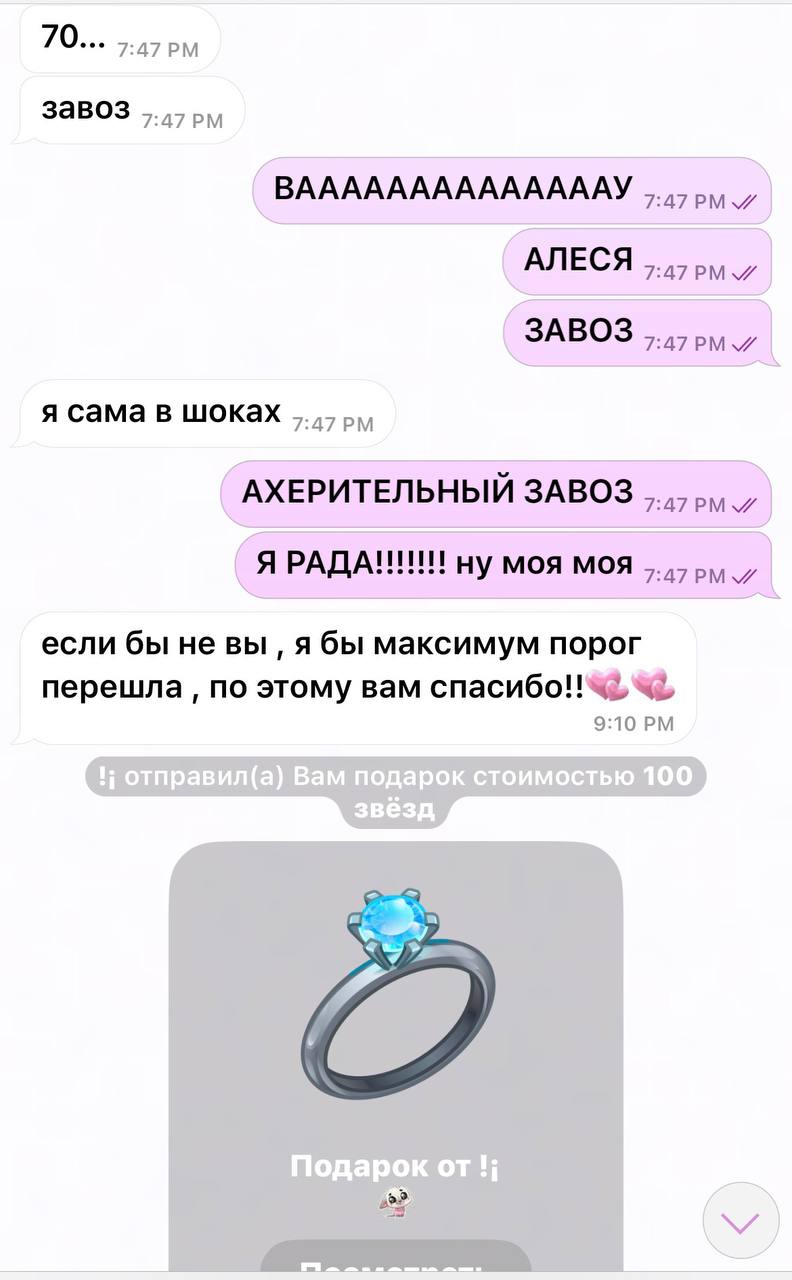 70... 7:47 PM
завоз 7:47 PM
ВАААААААААААААAУ 7:47 PM
АЛЕСЯ 7:47 PM
ЗАВОЗ 7:47 PM
я сама в шоках 7:47 PM
АХЕРИТЕЛЬНЫЙ ЗАВОЗ 7:47 PM
Я РАДА!!!!!!! ну моя моя 7:47 PM
если бы не вы , я бы максимум порог
перешла , по этому вам спасибо!!💕💕
9:10 PM
!¡ отправил(а) Вам подарок стоимостью 100
звёзд
Подарок от !¡
Посмотреть